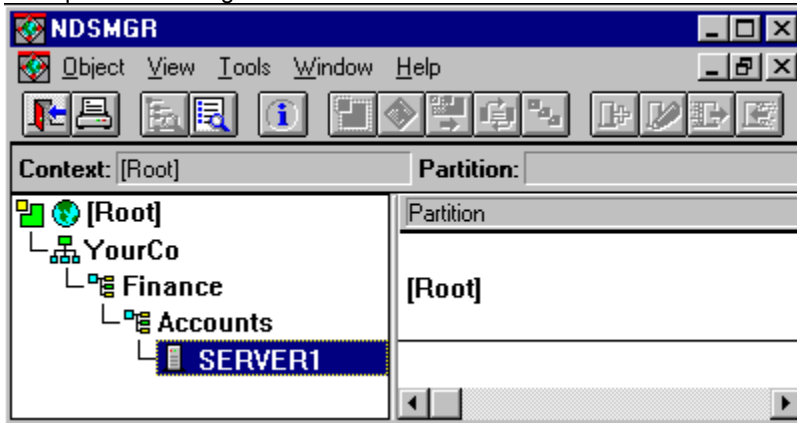 NDSMGR
Object View Tools Window Help
Context: [Root] Partition:
[Root]
YourCo
Finance
Accounts
SERVER1
Partition
[Root]